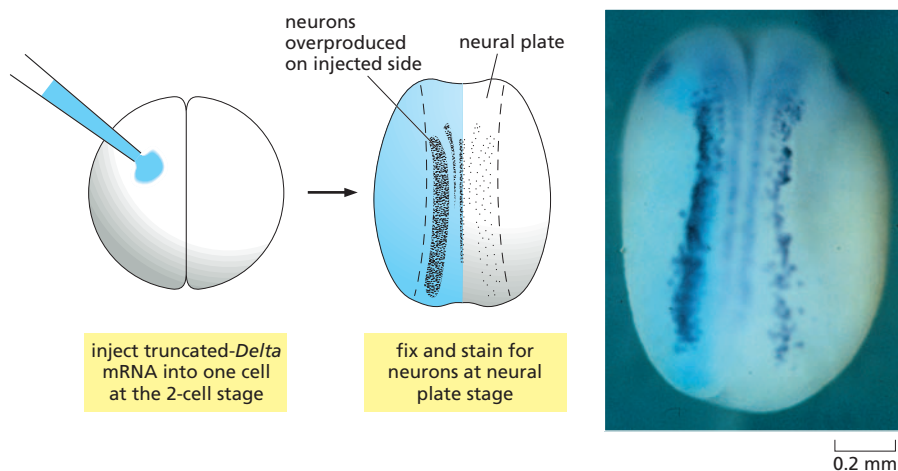 neurons
overproduced
on injected side
neural plate
inject truncated-Delta
mRNA into one cell
at the 2-cell stage
fix and stain for
neurons at neural
plate stage
0.2 mm